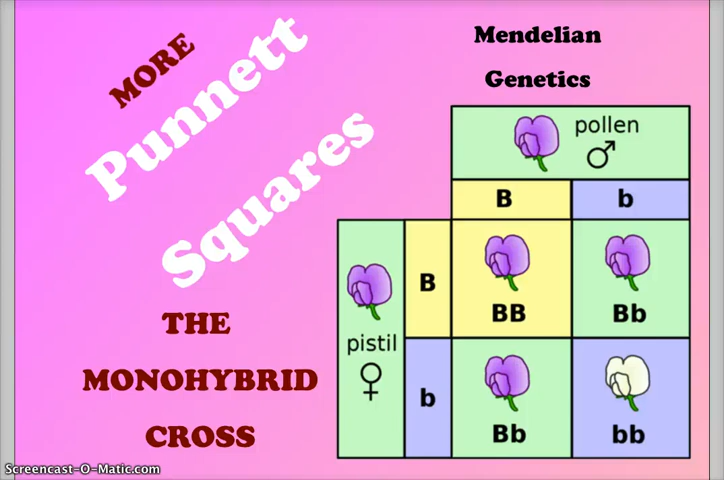 MORE
Punnett
Squares
THE
MONOHYBRID
CROSS
Mendelian
Genetics
pollen
♂
B b
pistil
♀
B BB Bb
b Bb bb
Screencast-O-Matic.com